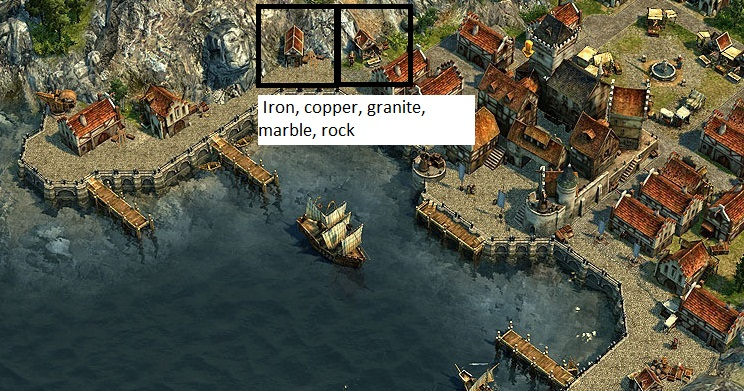 Iron, copper, granite,
marble, rock